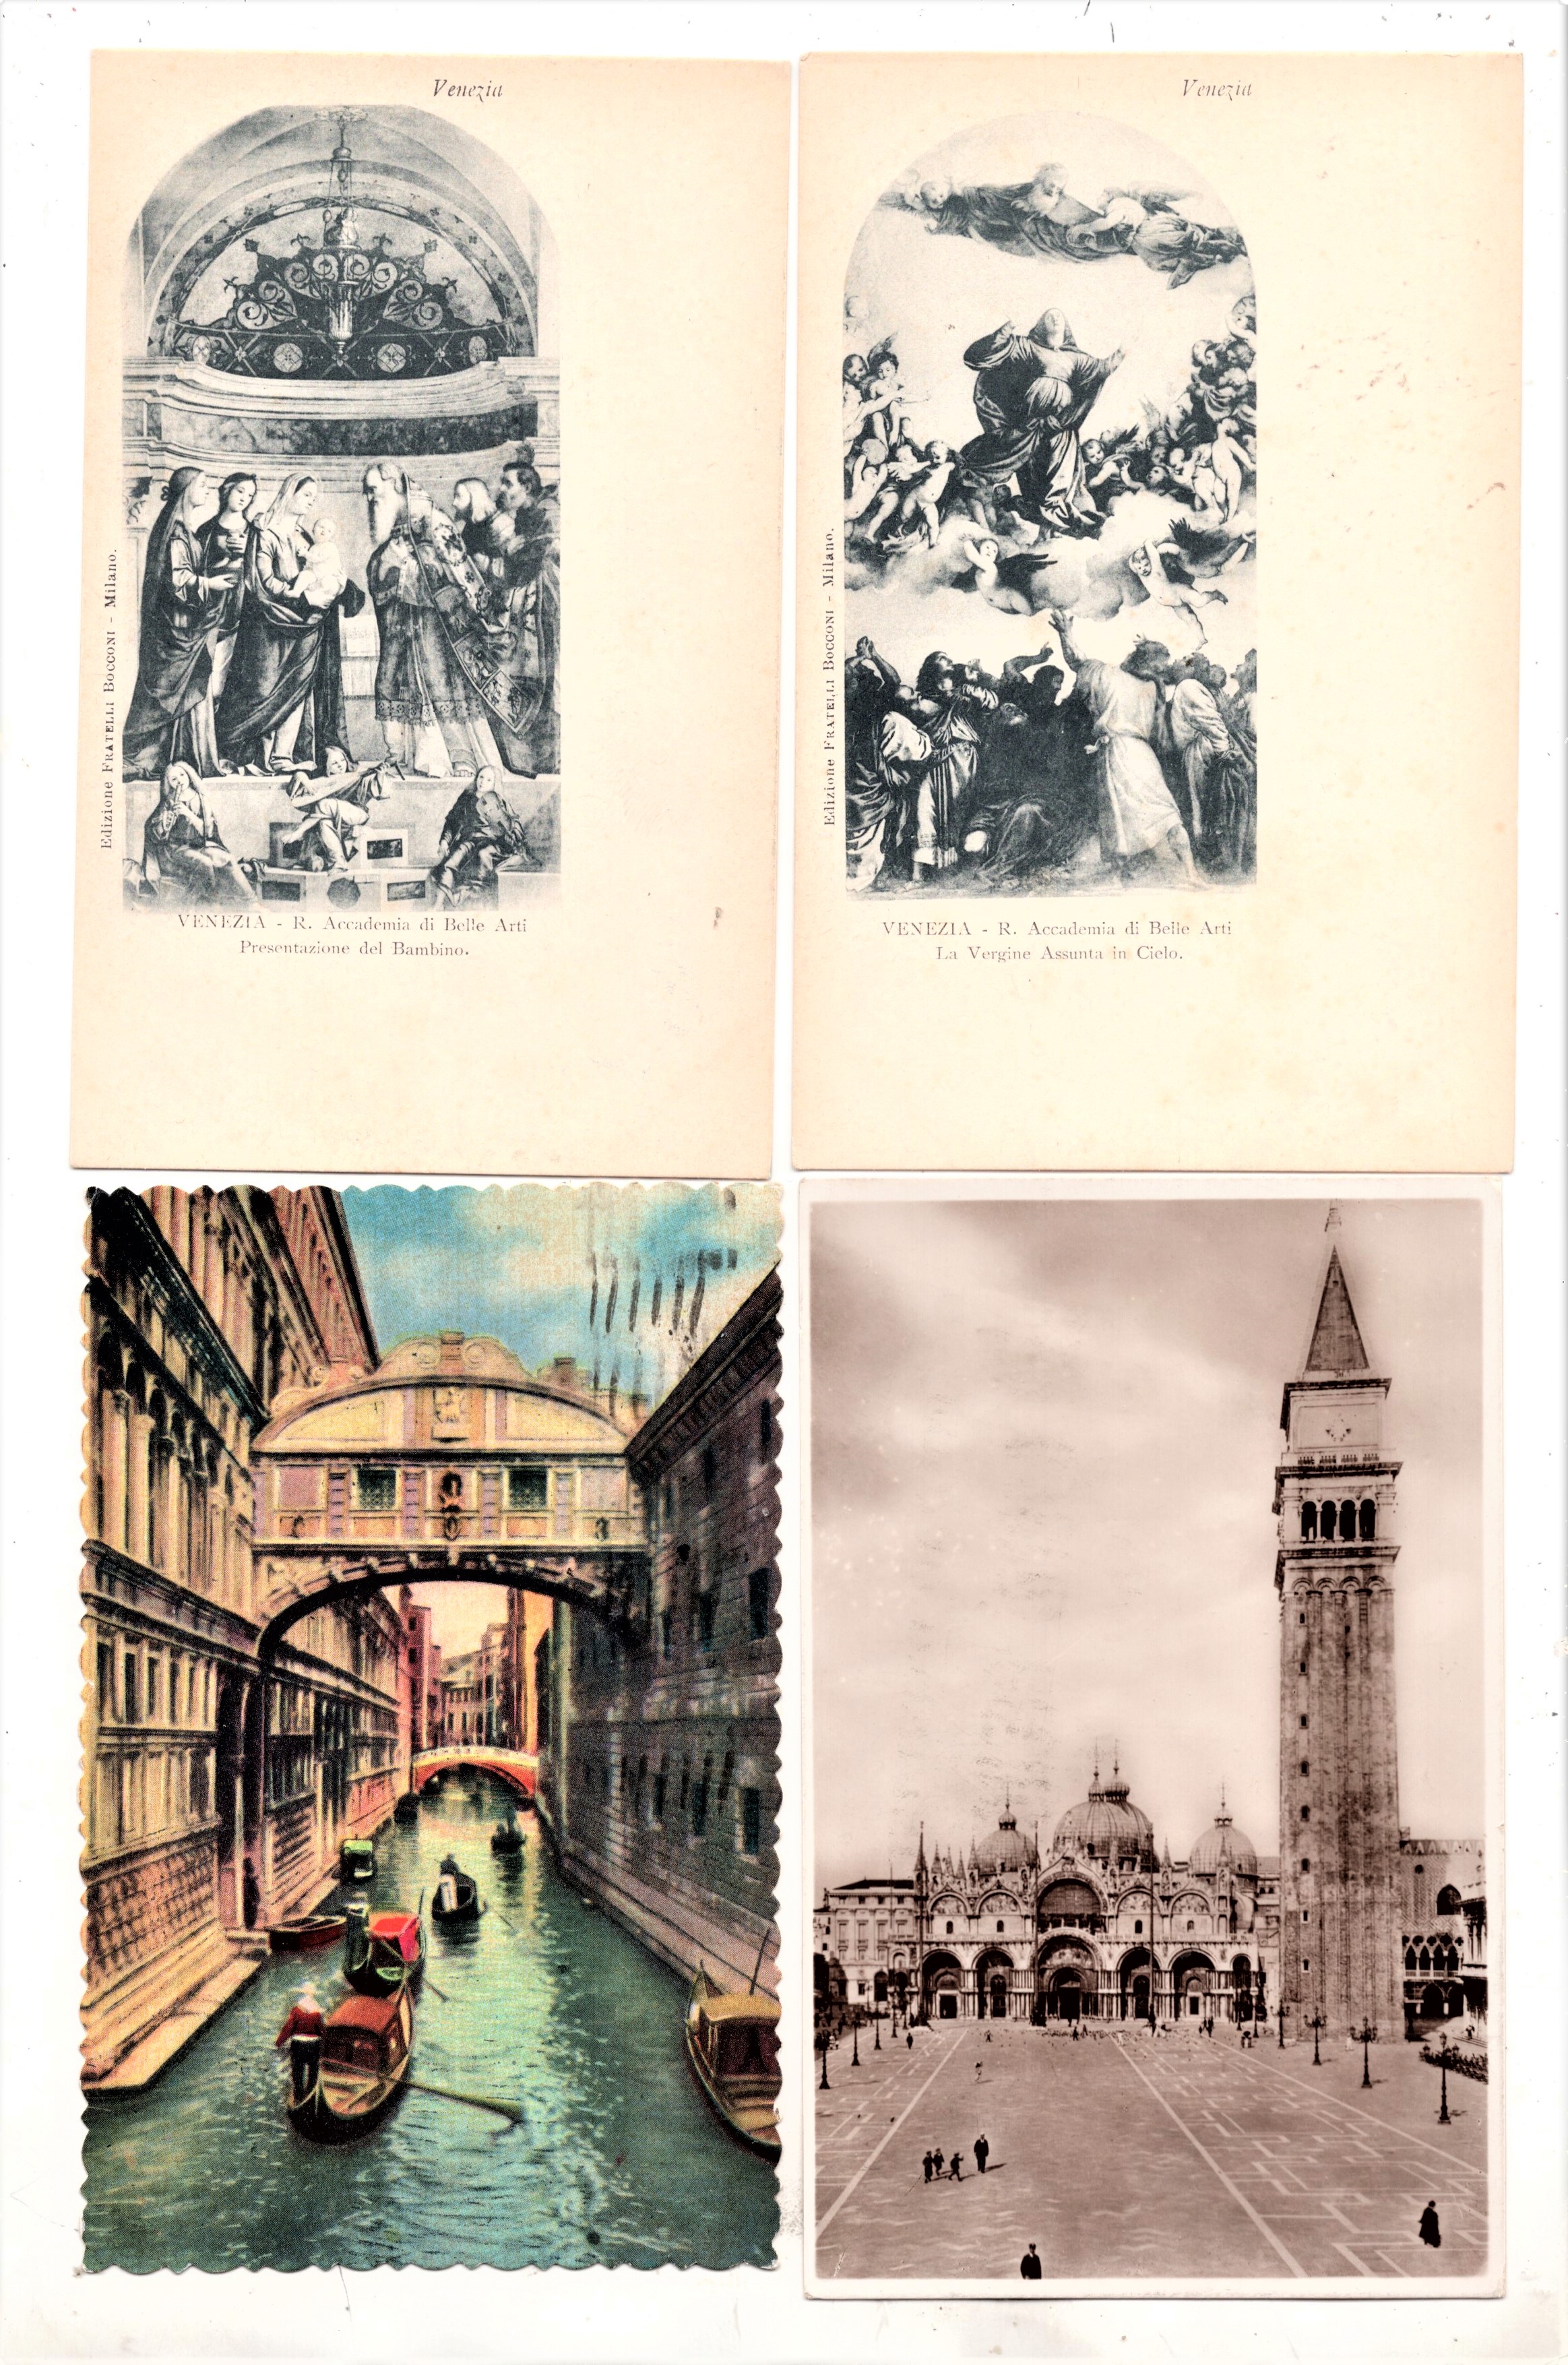 Venezia
Edizione FRATELLI BOCCONI - Milano.
VENEZIA - R. Accademia di Belle Arti
Presentazione del Bambino.
Venezia
Edizione FRATELLI BOCCONI - Milano.
VENEZIA - R. Accademia di Belle Arti
La Vergine Assunta in Cielo.